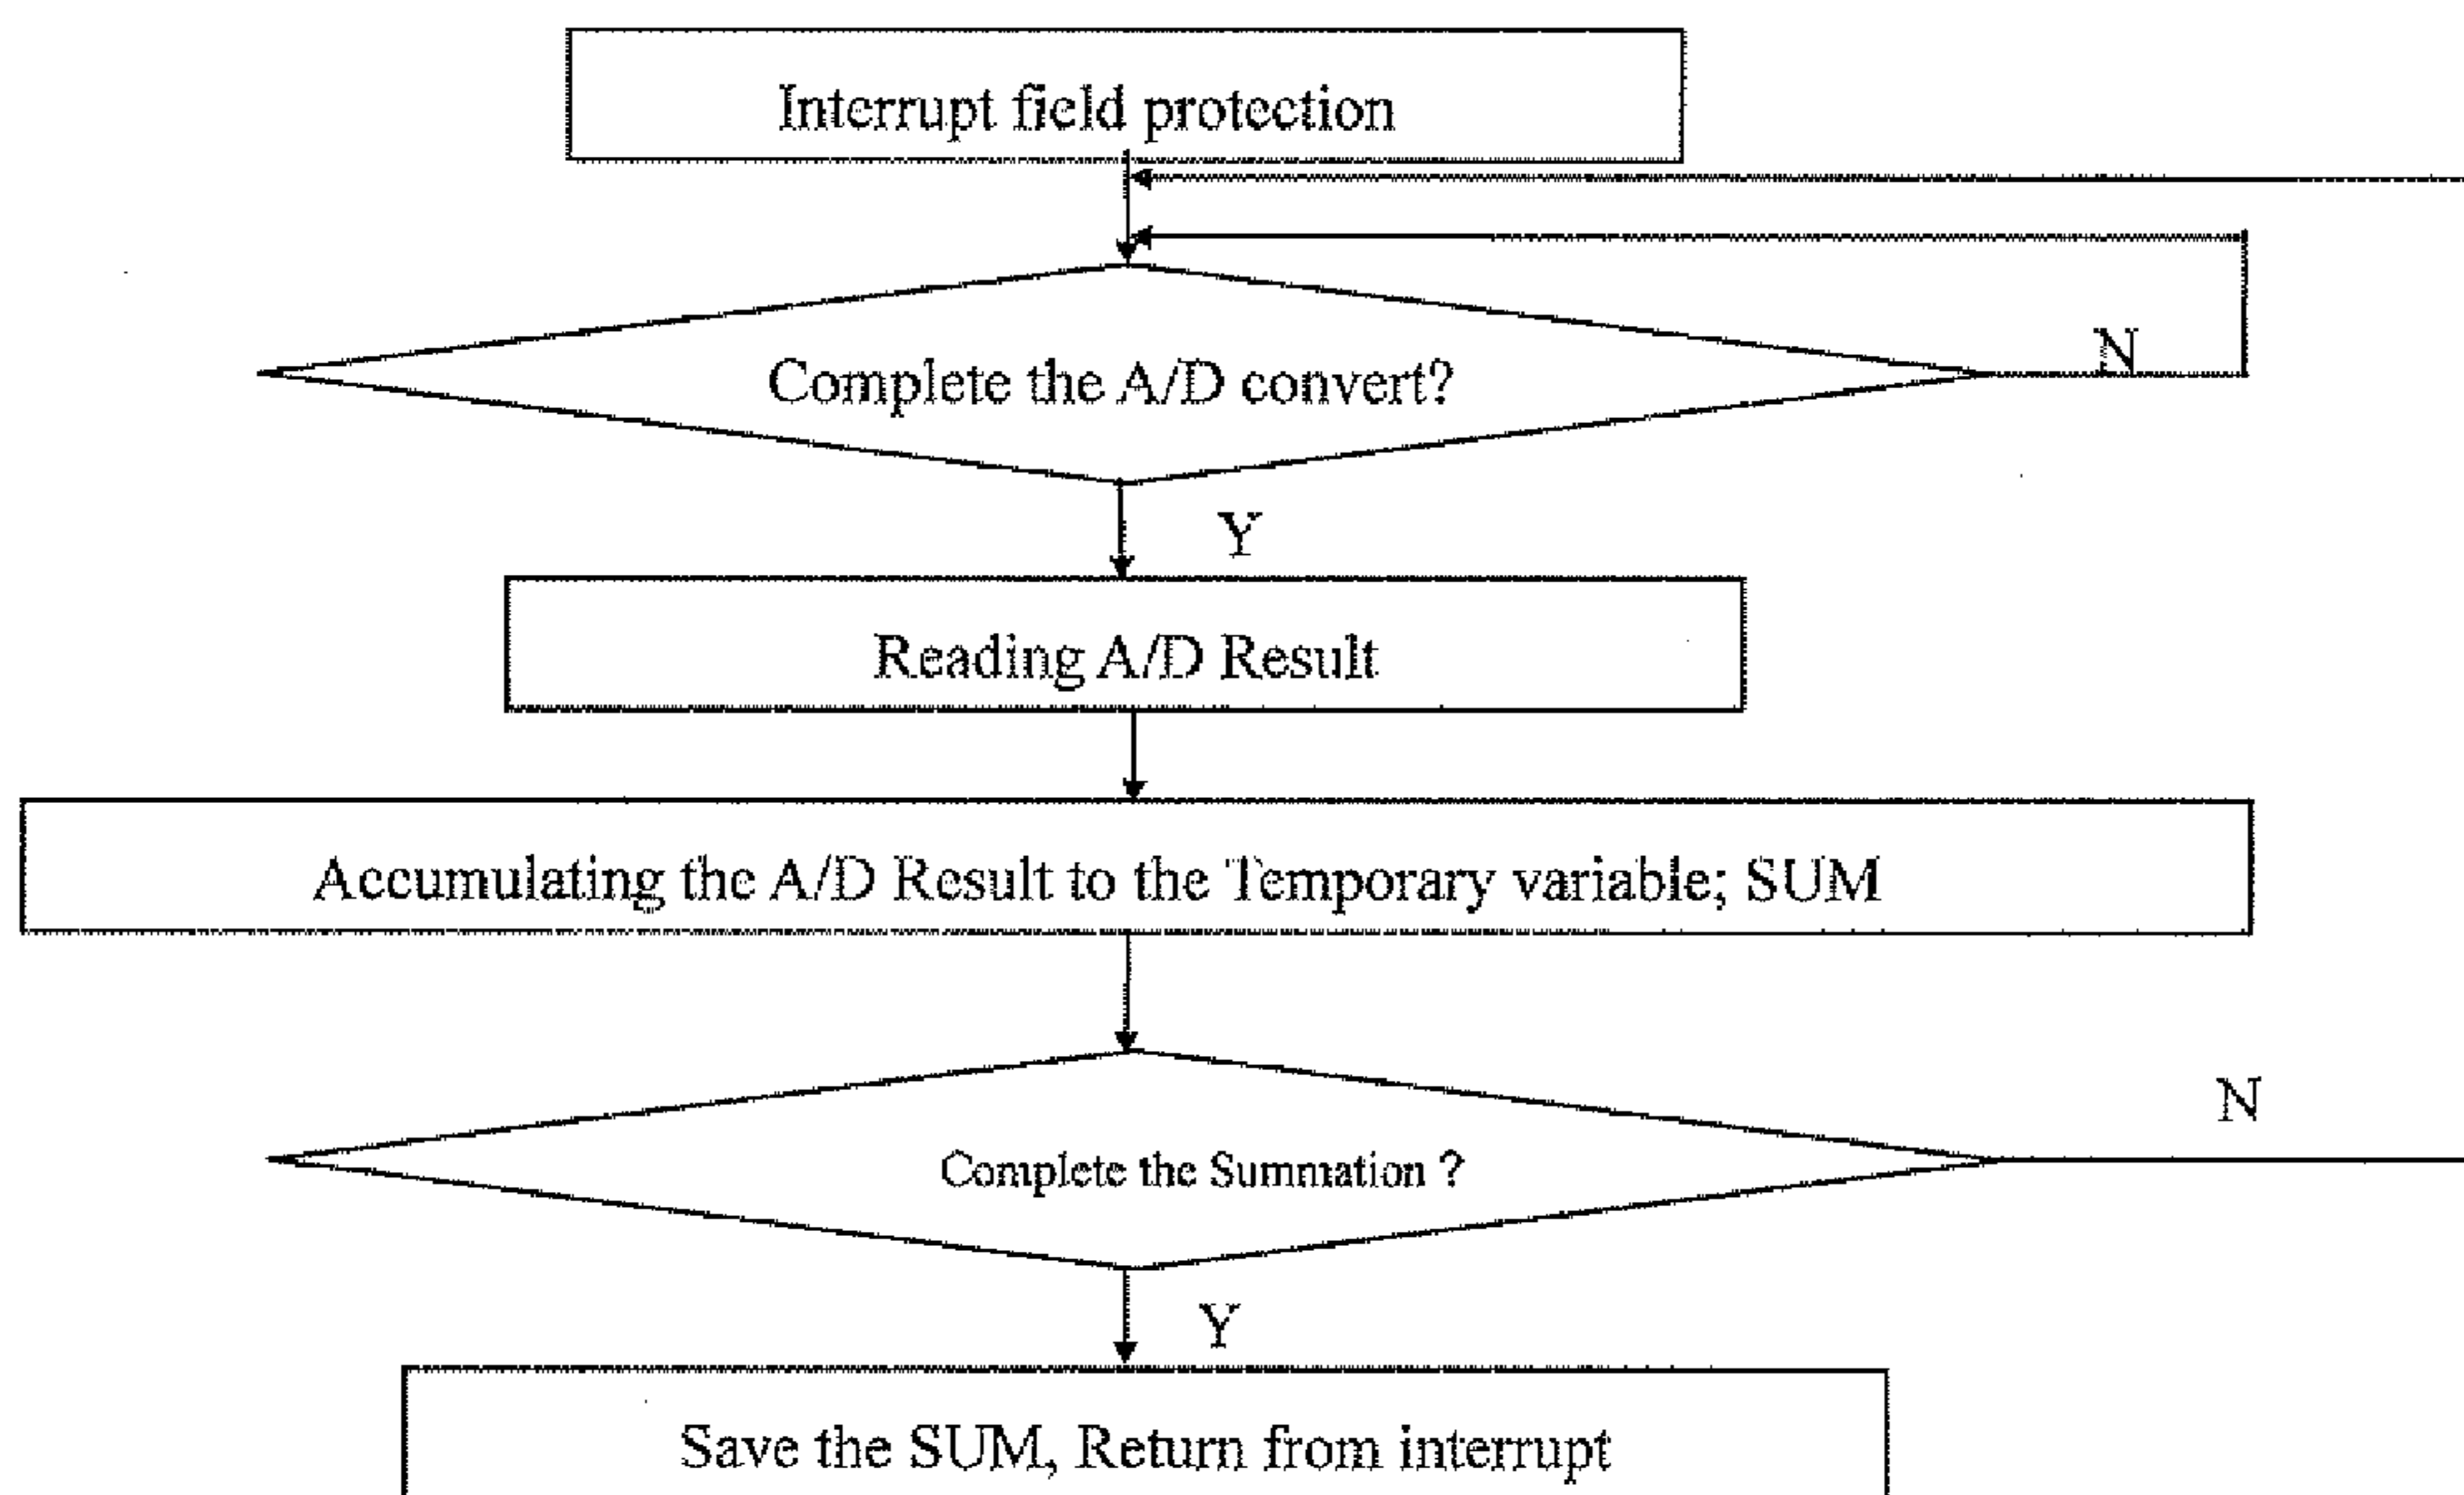 Interrupt field protection
Complete the A/D convert?
N
Y
Reading A/D Result
Accumulating the A/D Result to the Temporary variable; SUM
N
Complete the Summation ?
Y
Save the SUM, Return from interrupt